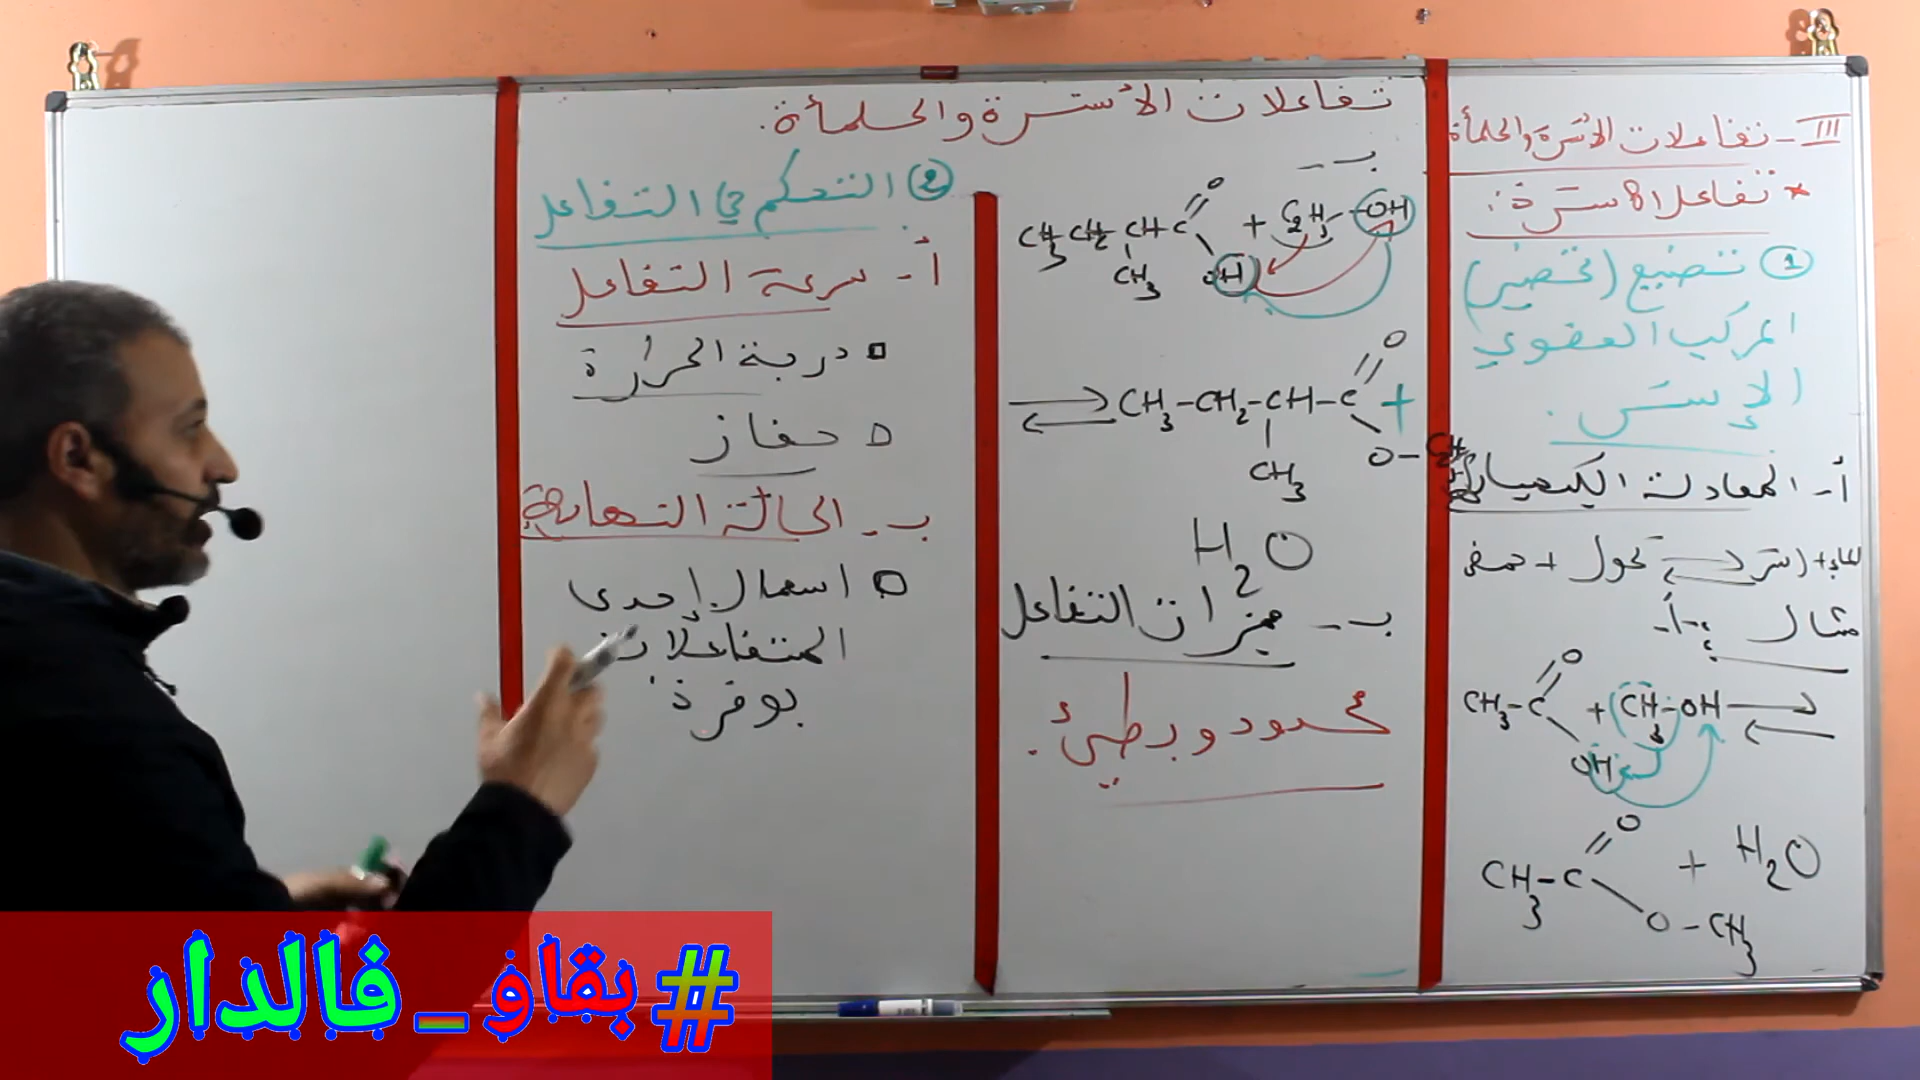 تفاعلات الأسترة والحلمأة.
III - تفاعلات الأسترة والحلمأة
* تفاعل الأسترة:
① تصنيع (تحضير)
المركب العضوي
الإستر.
أ- المعادلة الكيميائية
حمض + كحول ⇌ إستر + الماء
مثال -أ-
CH3-C(=O)OH + CH3-OH ⇌
CH3-C(=O)O-CH3 + H2O
ب-
CH3-CH2-CH(CH3)-C(=O)OH + C2H5-OH
⇌ CH3-CH2-CH(CH3)-C(=O)O-C2H5 +
H2O
ب- مميزات التفاعل
محدود وبطيء.
② التحكم في التفاعل
أ- سرعة التفاعل
▫ درجة الحرارة
▫ حفاز
ب- الحالة النهائية
▫ استعمال إحدى
المتفاعلات
بوفرة
#بقاو_فالدار